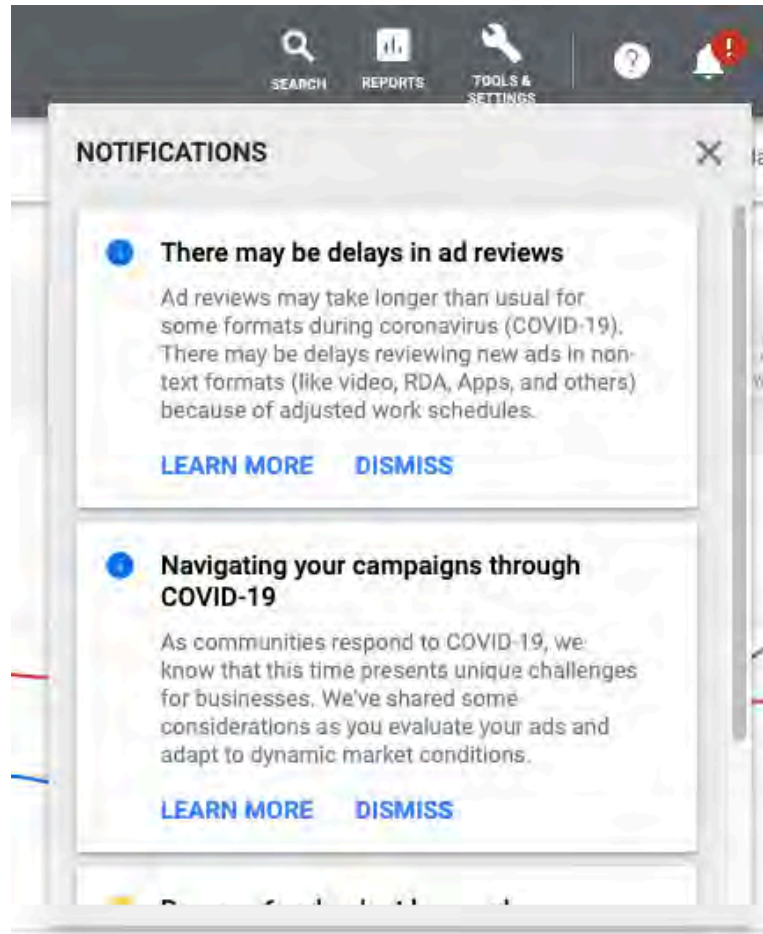 SEARCH
REPORTS
TOOLS &
SETTINGS
?
!
NOTIFICATIONS
There may be delays in ad reviews
Ad reviews may take longer than usual for
some formats during coronavirus (COVID-19).
There may be delays reviewing new ads in non-
text formats (like video, RDA, Apps, and others)
because of adjusted work schedules.
LEARN MORE DISMISS
Navigating your campaigns through
COVID-19
As communities respond to COVID-19, we
know that this time presents unique challenges
for businesses. We've shared some
considerations as you evaluate your ads and
adapt to dynamic market conditions.
LEARN MORE DISMISS